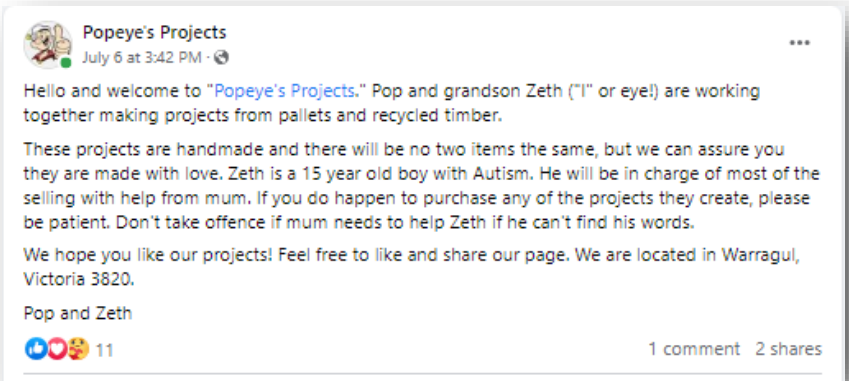 Popeye's Projects
July 6 at 3:42 PM ·
Hello and welcome to "Popeye's Projects." Pop and grandson Zeth ("I" or eye!) are working
together making projects from pallets and recycled timber.
These projects are handmade and there will be no two items the same, but we can assure you
they are made with love. Zeth is a 15 year old boy with Autism. He will be in charge of most of the
selling with help from mum. If you do happen to purchase any of the projects they create, please
be patient. Don't take offence if mum needs to help Zeth if he can't find his words.
We hope you like our projects! Feel free to like and share our page. We are located in Warragul,
Victoria 3820.
Pop and Zeth
11 1 comment 2 shares